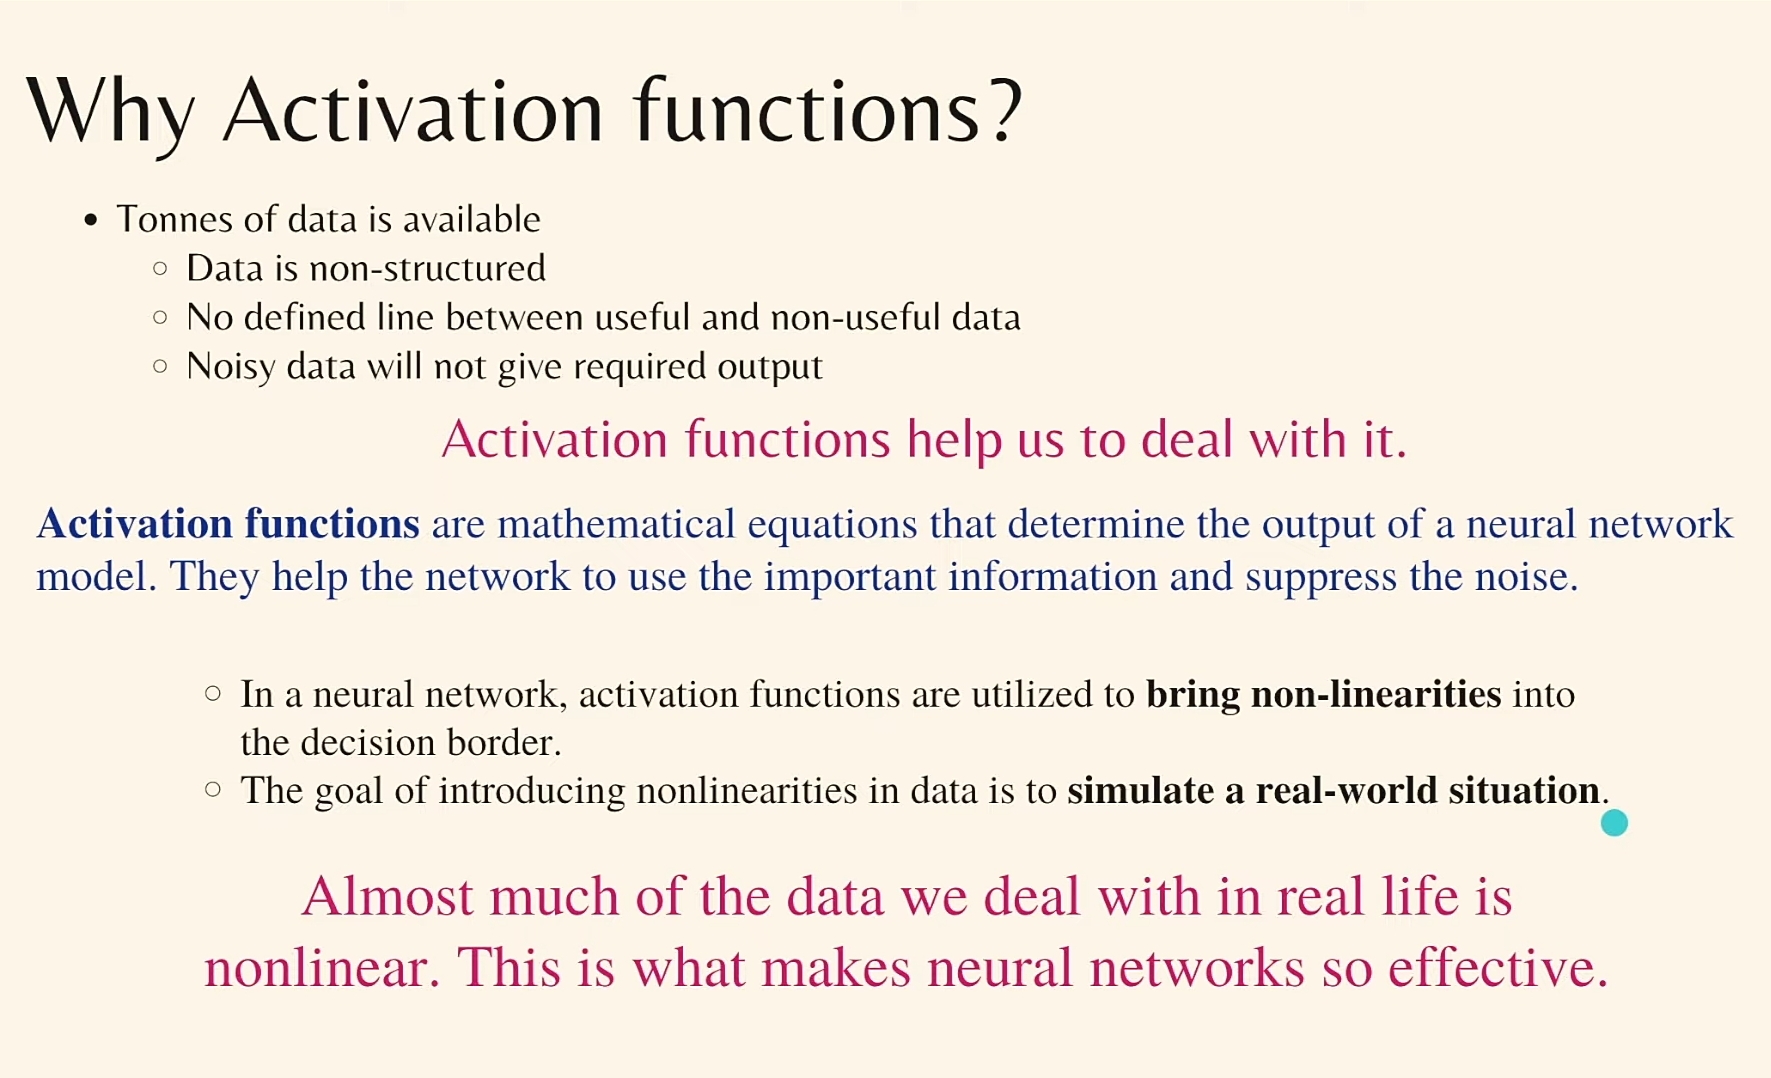 Why Activation functions?
• Tonnes of data is available
○ Data is non-structured
○ No defined line between useful and non-useful data
○ Noisy data will not give required output
Activation functions help us to deal with it.
Activation functions are mathematical equations that determine the output of a neural network
model. They help the network to use the important information and suppress the noise.
○ In a neural network, activation functions are utilized to bring non-linearities into
the decision border.
○ The goal of introducing nonlinearities in data is to simulate a real-world situation.
Almost much of the data we deal with in real life is
nonlinear. This is what makes neural networks so effective.